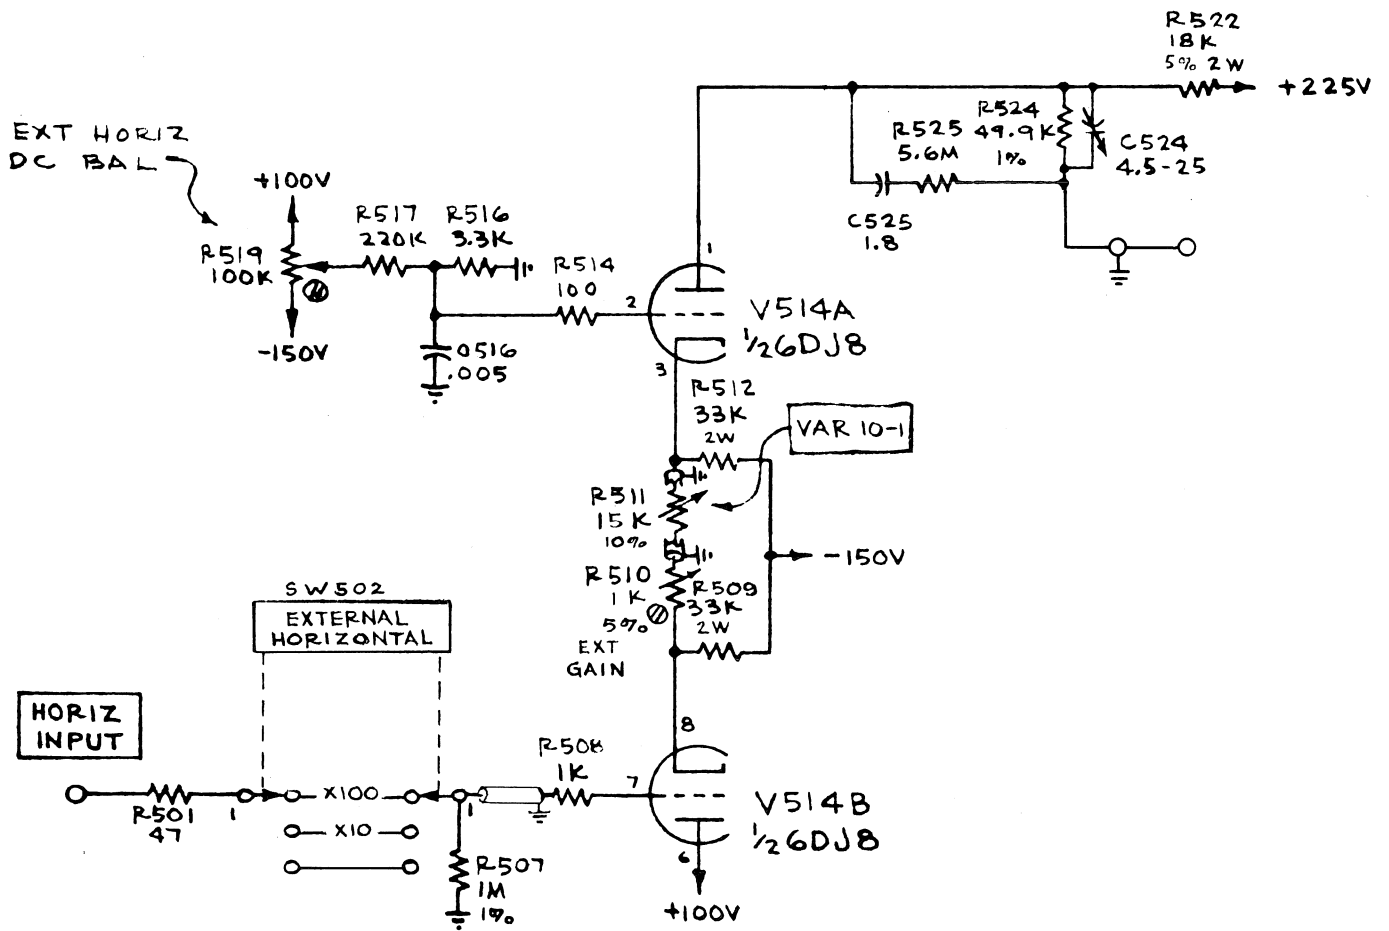 R522
18K
5% 2W
+225V
R524
49.9K
1%
R525
5.6M
C524
4.5-25
C525
1.8
EXT HORIZ
DC BAL
+100V
R519
100K
-150V
R517
220K
R516
3.3K
R514
100
C516
.005
1
2
3
V514A
1/2 6DJ8
R512
33K
2W
VAR 10-1
R511
15K
10%
R510
1K
5%
EXT
GAIN
R509
33K
2W
-150V
SW502
EXTERNAL
HORIZONTAL
HORIZ
INPUT
R501
47
1
X100
X10
1
R507
1M
1%
R508
1K
7
8
6
V514B
1/2 6DJ8
+100V